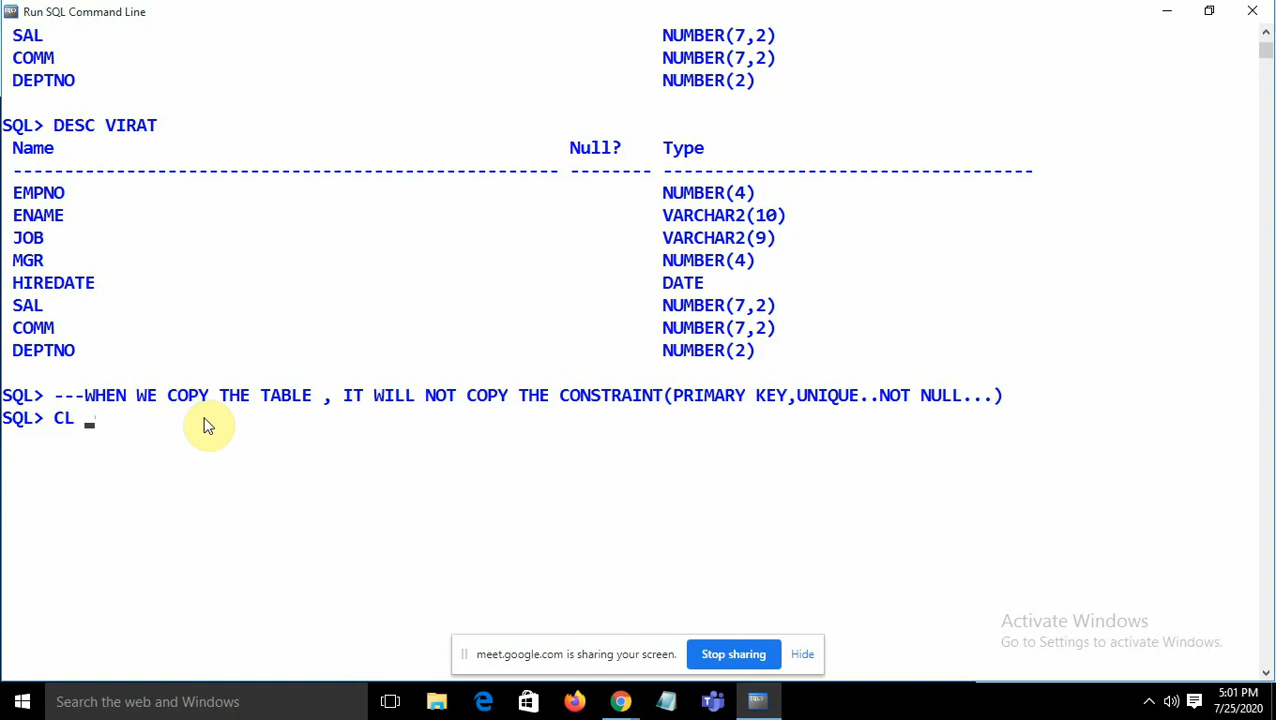 Run SQL Command Line
SAL NUMBER(7,2)
COMM NUMBER(7,2)
DEPTNO NUMBER(2)
SQL> DESC VIRAT
Name Null? Type
----------------------------------------------------- -------- ------------------------------------
EMPNO NUMBER(4)
ENAME VARCHAR2(10)
JOB VARCHAR2(9)
MGR NUMBER(4)
HIREDATE DATE
SAL NUMBER(7,2)
COMM NUMBER(7,2)
DEPTNO NUMBER(2)
SQL> ---WHEN WE COPY THE TABLE , IT WILL NOT COPY THE CONSTRAINT(PRIMARY KEY,UNIQUE..NOT NULL...)
SQL> CL _
Activate Windows
Go to Settings to activate Windows.
meet.google.com is sharing your screen. Stop sharing Hide
Search the web and Windows
5:01 PM
7/25/2020